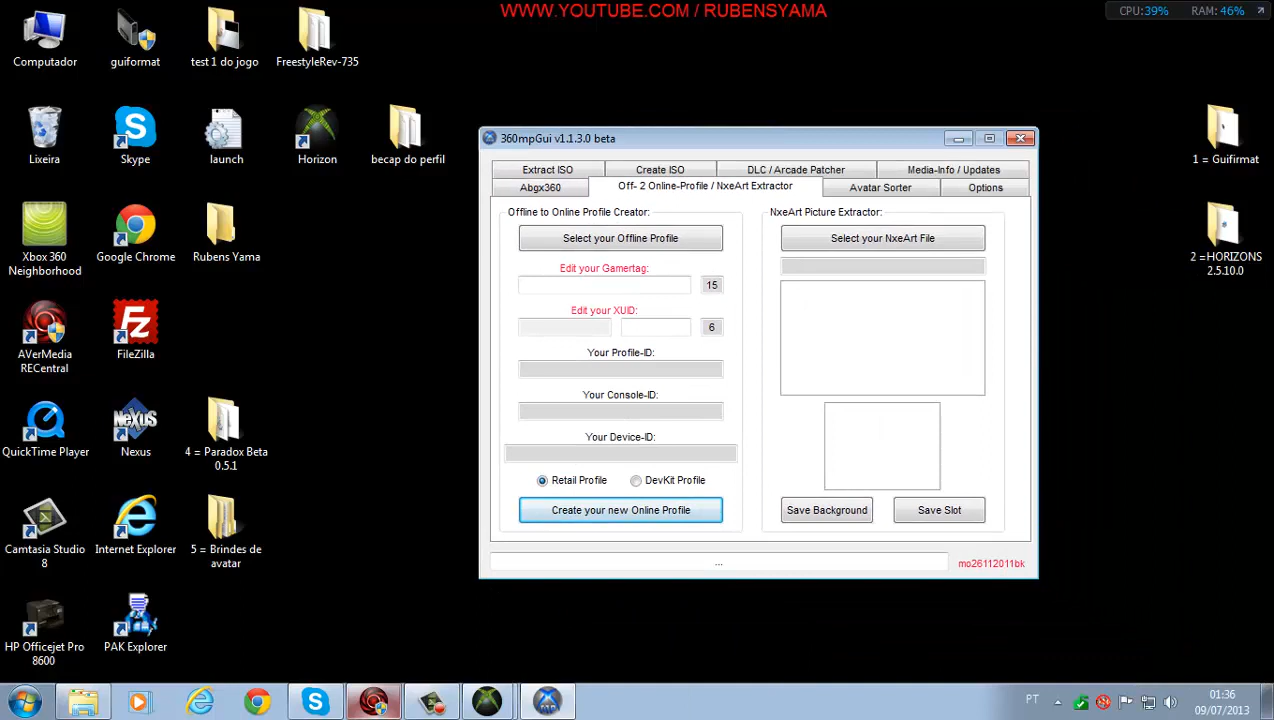 WWW.YOUTUBE.COM / RUBENSYAMA
CPU:39% RAM: 46%
Computador
guiformat
test 1 do jogo
FreestyleRev-735
Lixeira
Skype
launch
Horizon
becap do perfil
1 = Guifirmat
Xbox 360
Neighborhood
Google Chrome
Rubens Yama
2 =HORIZONS
2.5.10.0
AVerMedia
RECentral
FileZilla
QuickTime Player
Nexus
4 = Paradox Beta
0.5.1
Camtasia Studio
8
Internet Explorer
5 = Brindes de
avatar
HP Officejet Pro
8600
PAK Explorer
360mpGui v1.1.3.0 beta
Extract ISO
Create ISO
DLC / Arcade Patcher
Media-Info / Updates
Abgx360
Off- 2 Online-Profile / NxeArt Extractor
Avatar Sorter
Options
Offline to Online Profile Creator:
Select your Offline Profile
Edit your Gamertag:
15
Edit your XUID:
6
Your Profile-ID:
Your Console-ID:
Your Device-ID:
Retail Profile
DevKit Profile
Create your new Online Profile
NxeArt Picture Extractor:
Select your NxeArt File
Save Background
Save Slot
...
mo26112011bk
PT
01:36
09/07/2013